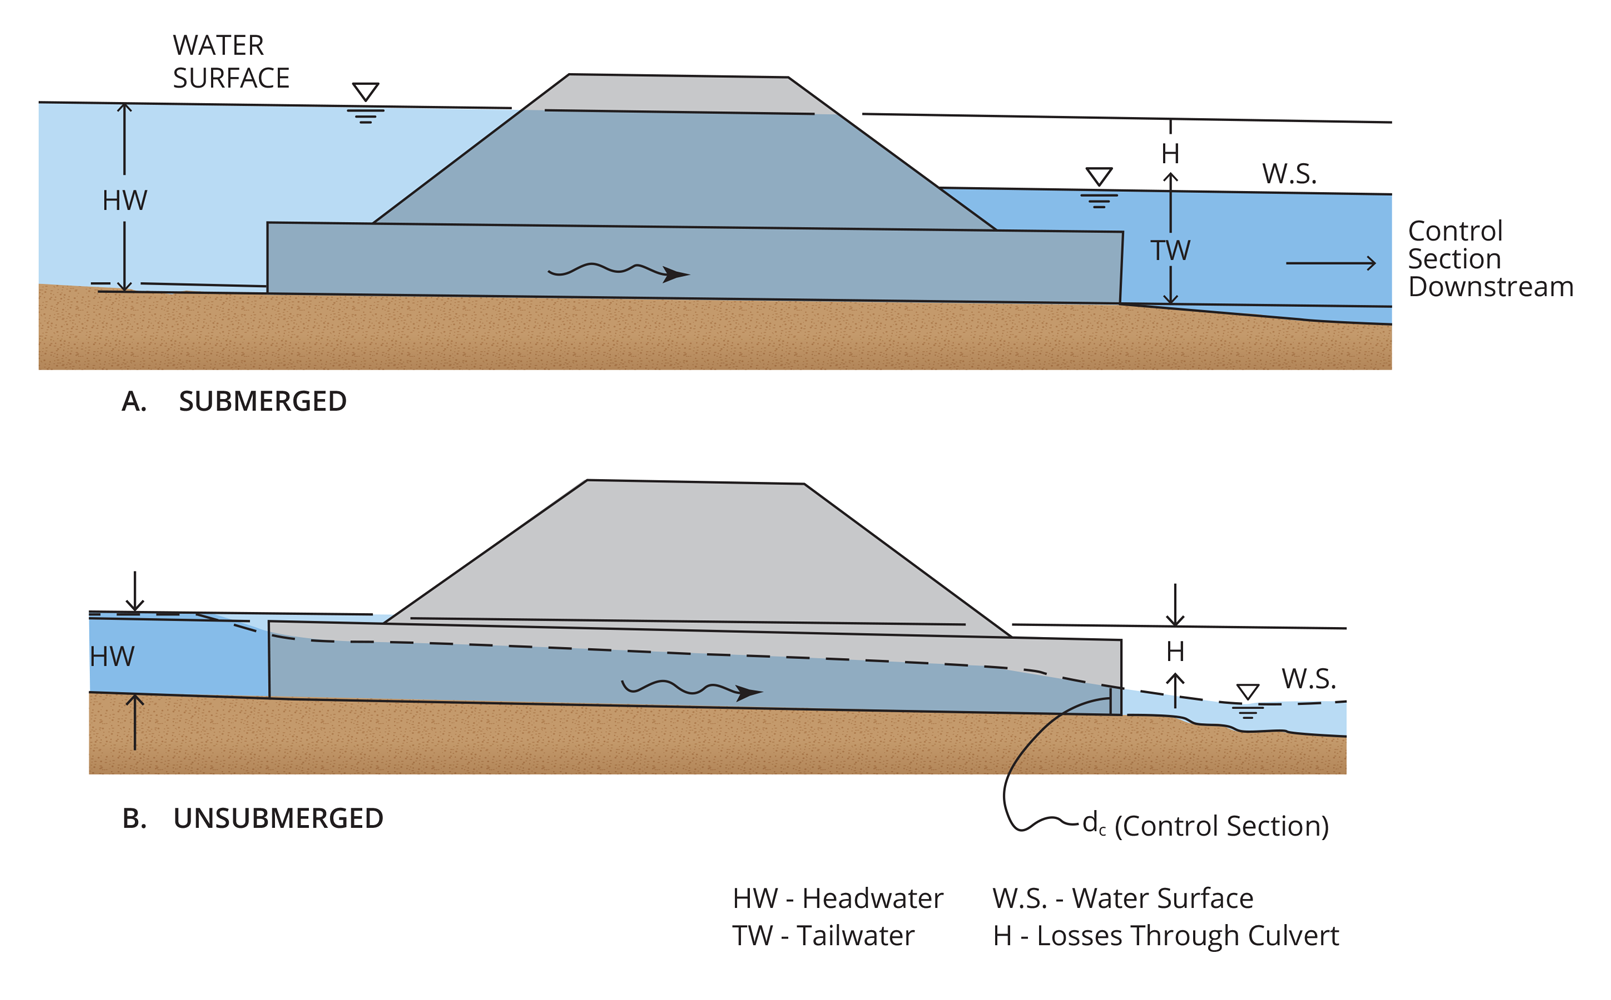 WATER
SURFACE
HW
H
W.S.
TW
Control
Section
Downstream
A. SUBMERGED
HW
H
W.S.
B. UNSUBMERGED
dc (Control Section)
HW - Headwater
W.S. - Water Surface
TW - Tailwater
H - Losses Through Culvert